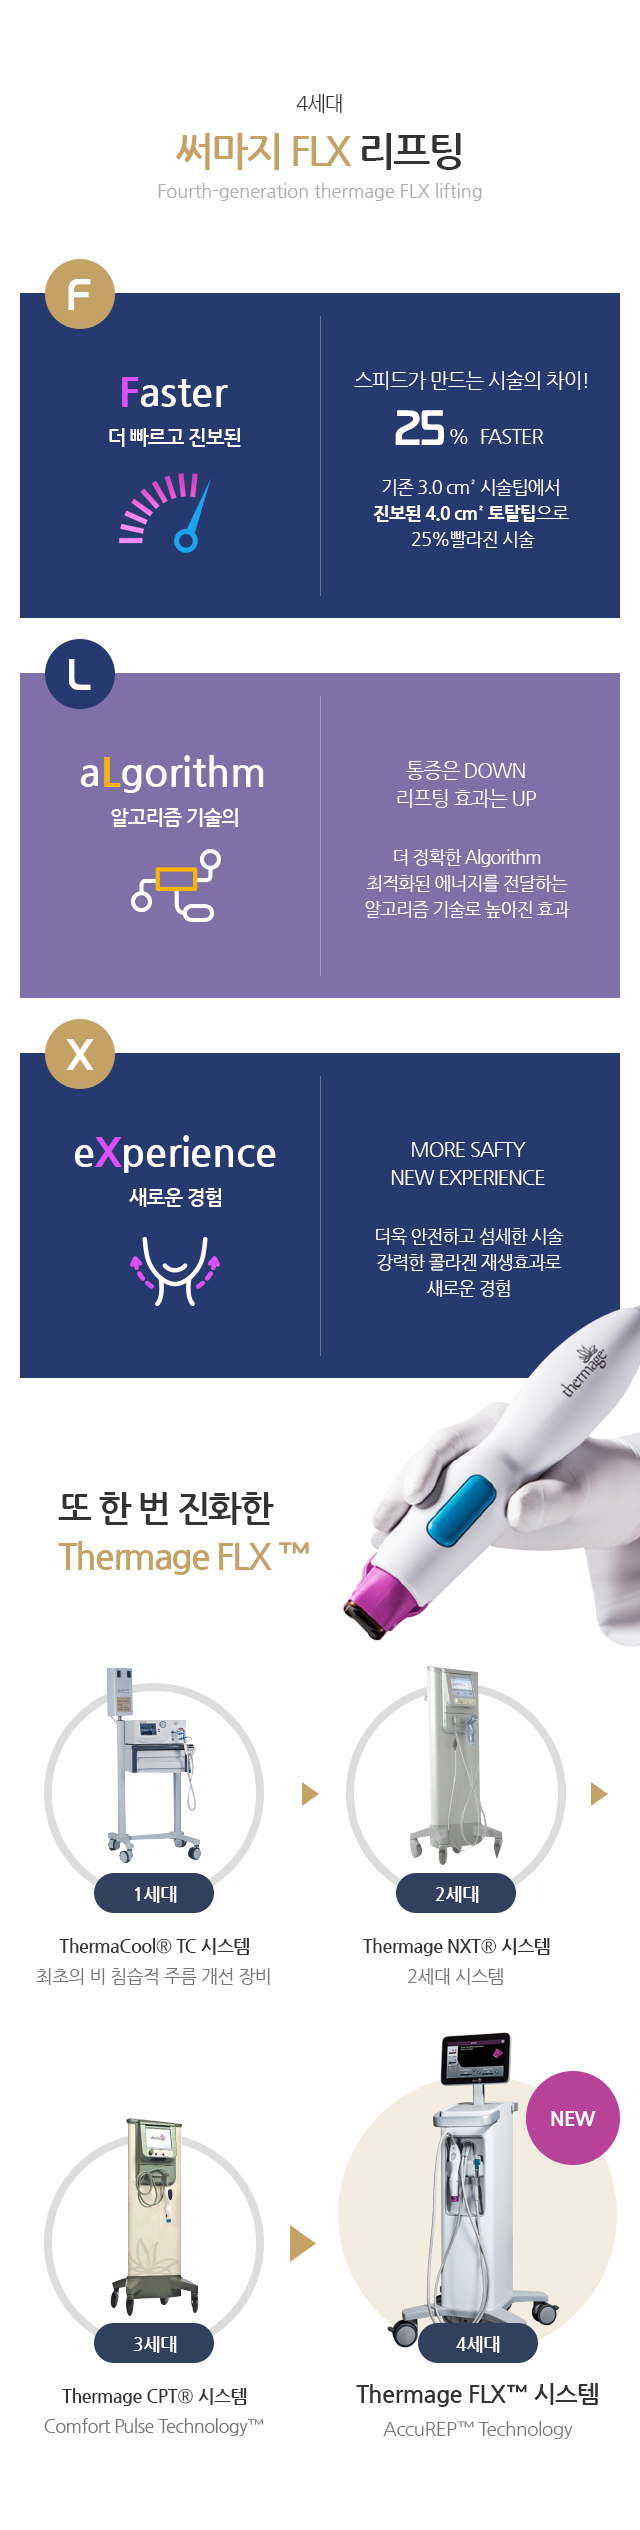 4세대
써마지 FLX 리프팅
Fourth-generation thermage FLX lifting
F
Faster
더 빠르고 진보된
스피드가 만드는 시술의 차이!
25 % FASTER
기존 3.0 cm² 시술팁에서
진보된 4.0 cm² 토탈팁으로
25%빨라진 시술
L
aLgorithm
알고리즘 기술의
통증은 DOWN
리프팅 효과는 UP
더 정확한 Algorithm
최적화된 에너지를 전달하는
알고리즘 기술로 높아진 효과
X
eXperience
새로운 경험
MORE SAFTY
NEW EXPERIENCE
더욱 안전하고 섬세한 시술
강력한 콜라겐 재생효과로
새로운 경험
thermage
또 한 번 진화한
Thermage FLX ™
1세대
ThermaCool® TC 시스템
최초의 비 침습적 주름 개선 장비
2세대
Thermage NXT® 시스템
2세대 시스템
3세대
Thermage CPT® 시스템
Comfort Pulse Technology™
NEW
4세대
Thermage FLX™ 시스템
AccuREP™ Technology